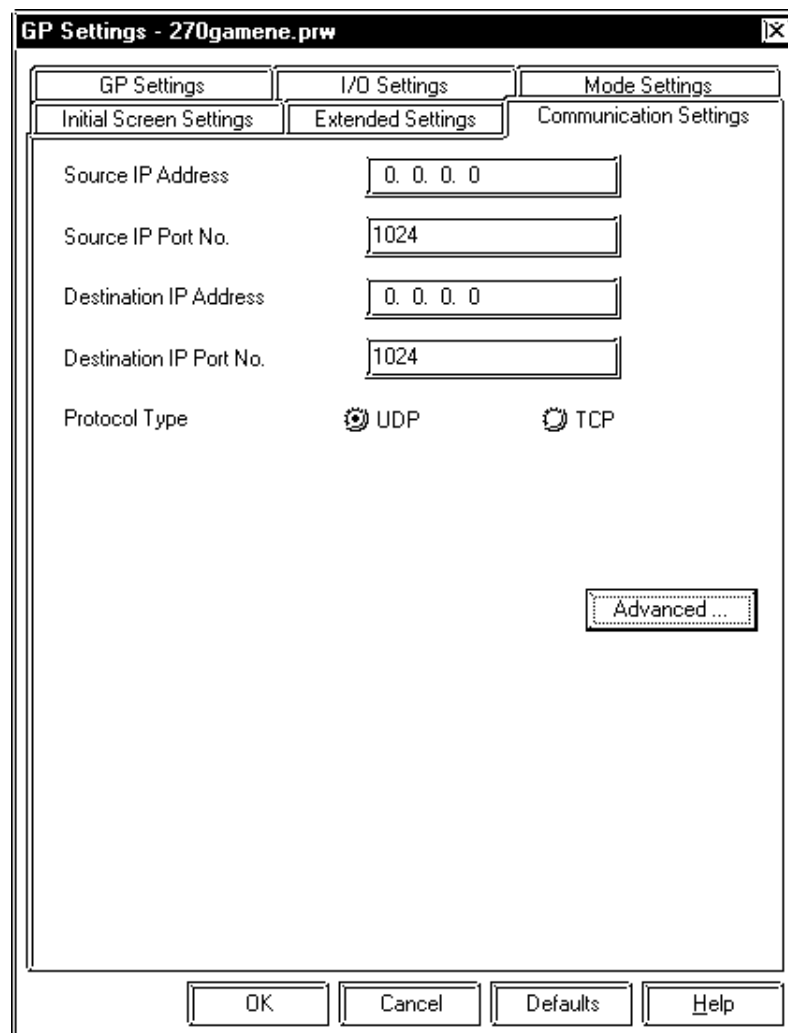 GP Settings - 270gamene.prw
GP Settings I/O Settings Mode Settings
Initial Screen Settings Extended Settings Communication Settings
Source IP Address 0. 0. 0. 0
Source IP Port No. 1024
Destination IP Address 0. 0. 0. 0
Destination IP Port No. 1024
Protocol Type UDP TCP
Advanced ...
OK Cancel Defaults Help